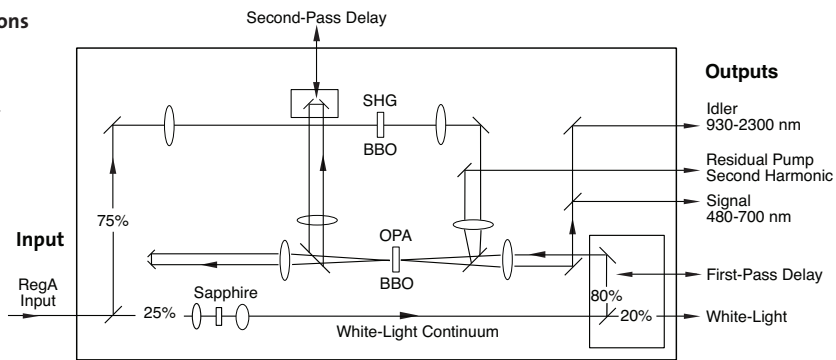 ons
Second-Pass Delay
SHG
BBO
Outputs
Idler
930-2300 nm
Residual Pump
Second Harmonic
Signal
480-700 nm
75%
Input
OPA
BBO
RegA
Input
25%
Sapphire
First-Pass Delay
80%
20%
White-Light
White-Light Continuum